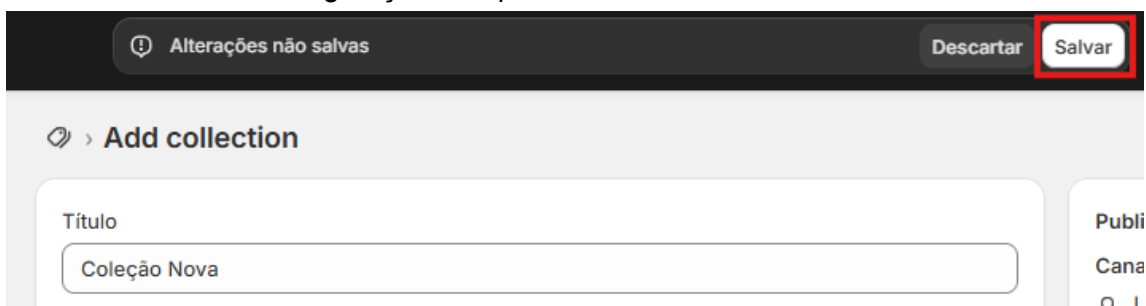 Alterações não salvas Descartar Salvar
Add collection
Título
Coleção Nova